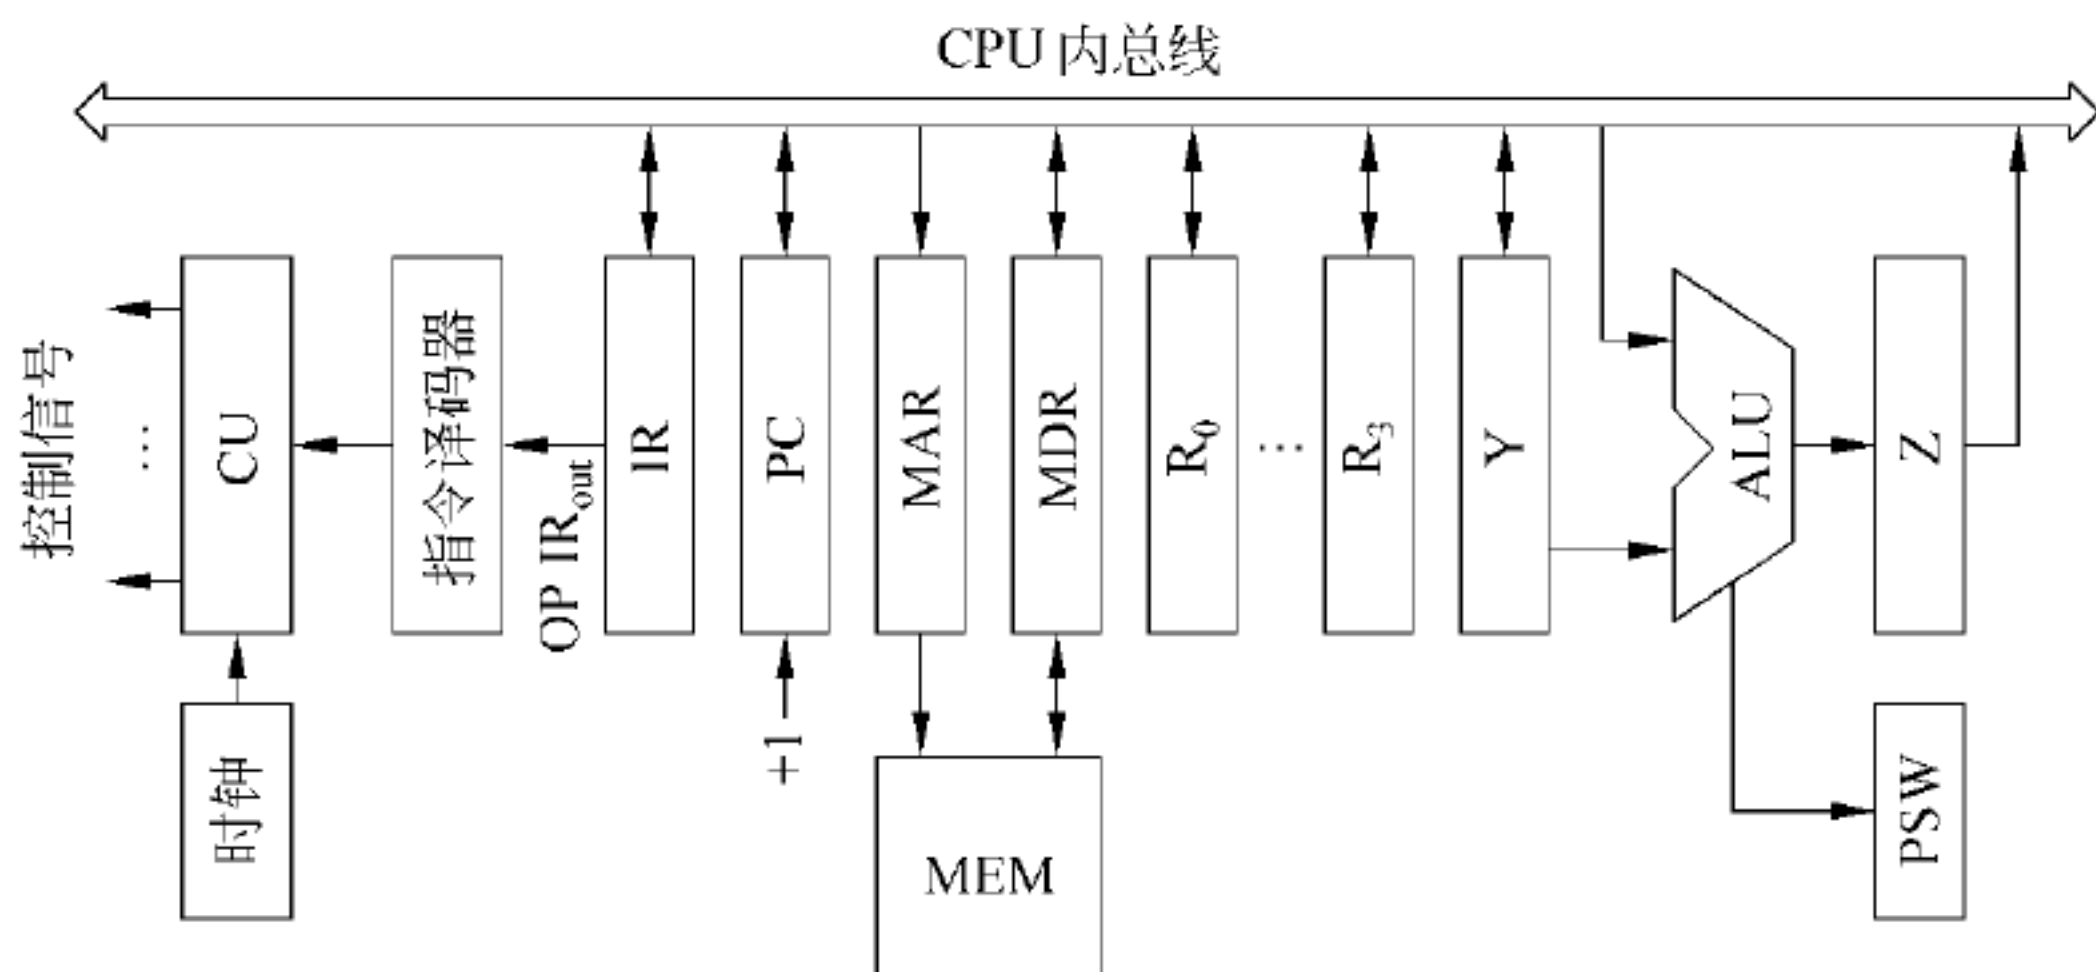 CPU 内总线
控制信号
…
CU
指令译码器
OP IRout
IR
PC
MAR
MDR
R0
…
R3
Y
ALU
Z
时钟
+1
MEM
PSW